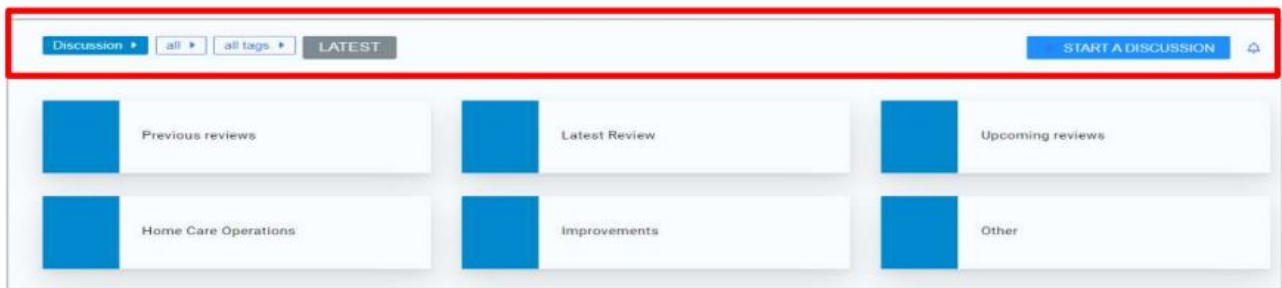 Discussion all all tags LATEST START A DISCUSSION
Previous reviews Latest Review Upcoming reviews
Home Care Operations Improvements Other